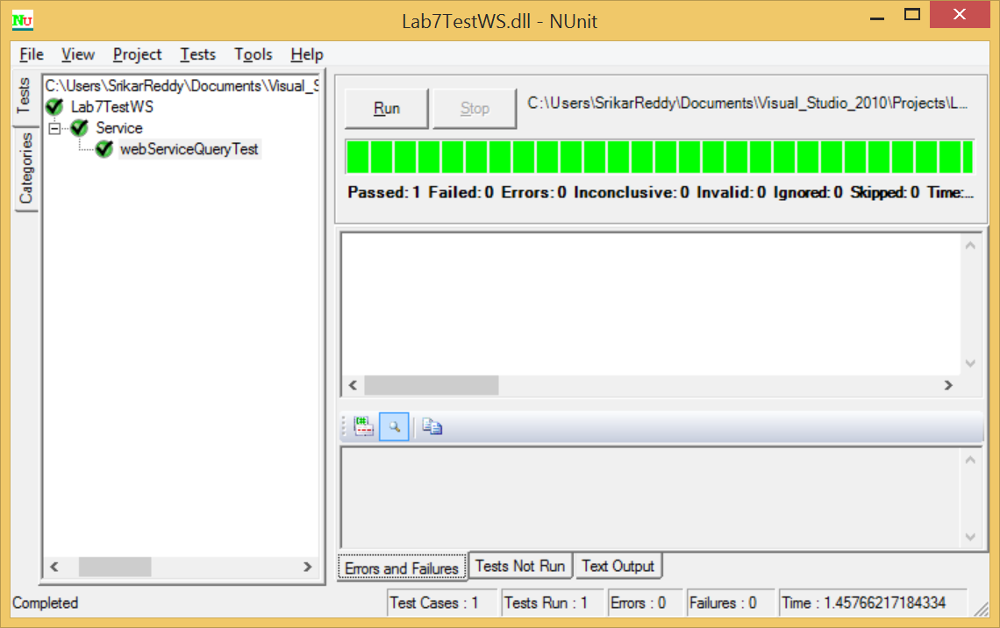 NU
Lab7TestWS.dll - NUnit
File View Project Tests Tools Help
Tests
Categories
C:\Users\SrikarReddy\Documents\Visual_S
Lab7TestWS
Service
webServiceQueryTest
Run Stop C:\Users\SrikarReddy\Documents\Visual_Studio_2010\Projects\L...
Passed: 1 Failed: 0 Errors: 0 Inconclusive: 0 Invalid: 0 Ignored: 0 Skipped: 0 Time:...
Errors and Failures Tests Not Run Text Output
Completed Test Cases : 1 Tests Run : 1 Errors : 0 Failures : 0 Time : 1.45766217184334